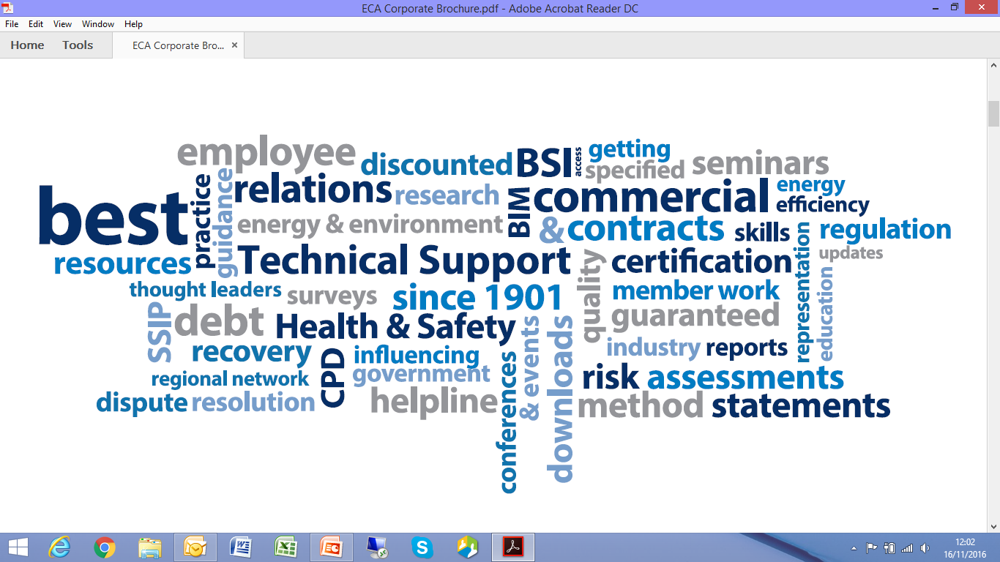 ECA Corporate Brochure.pdf - Adobe Acrobat Reader DC
File Edit View Window Help
Home Tools ECA Corporate Bro... ×
employee
discounted BSI access
getting
specified
seminars
best practice
guidance
relations
research
BIM
commercial
energy
efficiency
energy & environment
& contracts
skills
regulation
updates
resources
Technical Support
quality
certification
representation
education
thought leaders
surveys
since 1901
member work
guaranteed
SSIP
debt
recovery
Health & Safety
industry reports
regional network
CPD
influencing
government
conferences
& events
downloads
risk assessments
dispute resolution
helpline
method statements
12:02
16/11/2016